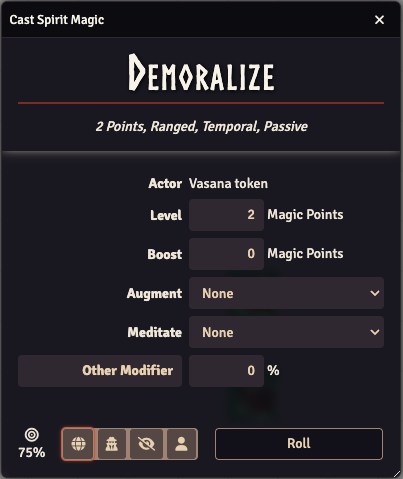 Cast Spirit Magic
Demoralize
2 Points, Ranged, Temporal, Passive
Actor Vasana token
Level 2 Magic Points
Boost 0 Magic Points
Augment None
Meditate None
Other Modifier 0 %
75% Roll